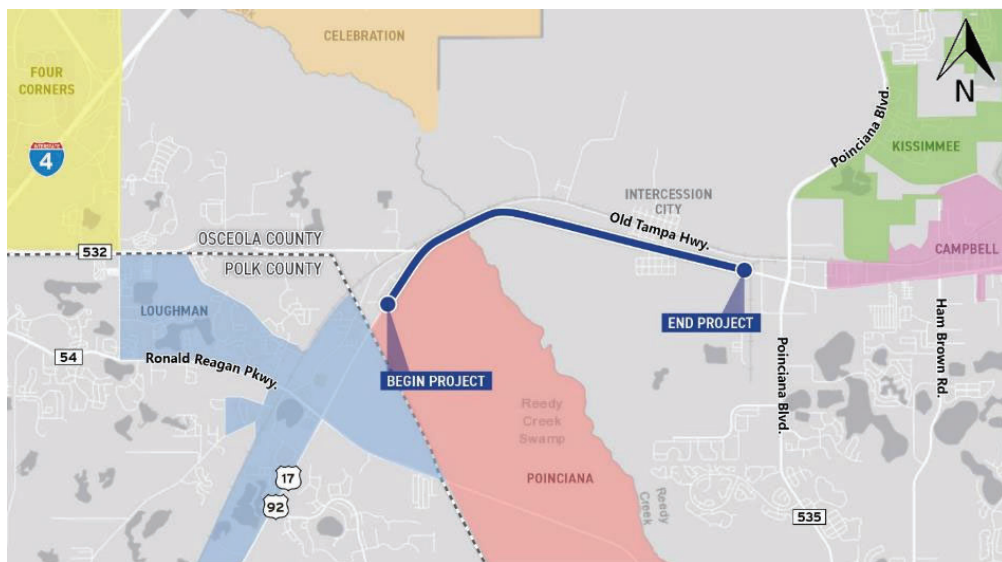 CELEBRATION
FOUR
CORNERS
INTERSTATE
4
N
Poinciana Blvd.
KISSIMMEE
INTERCESSION
CITY
Old Tampa Hwy.
532
OSCEOLA COUNTY
POLK COUNTY
CAMPBELL
LOUGHMAN
END PROJECT
54
Ronald Reagan Pkwy.
BEGIN PROJECT
Poinciana Blvd.
Ham Brown Rd.
Reedy
Creek
Swamp
POINCIANA
17
92
Reedy
Creek
535